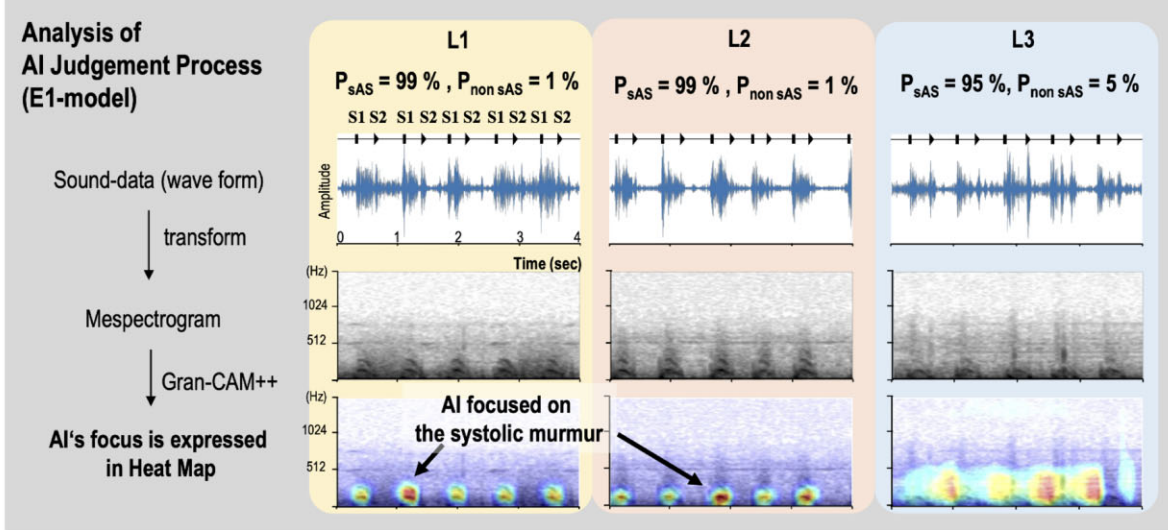 Analysis of
AI Judgement Process
(E1-model)
Sound-data (wave form)
transform
Mespectrogram
Gran-CAM++
AI's focus is expressed
in Heat Map
L1
PsAS = 99 % , Pnon sAS = 1 %
S1 S2 S1 S2 S1 S2 S1 S2 S1 S2
Amplitude
0 1 2 3 4
Time (sec)
(Hz)
1024
512
(Hz)
1024
512
L2
PsAS = 99 % , Pnon sAS = 1 %
AI focused on
the systolic murmur
L3
PsAS = 95 %, Pnon sAS = 5 %